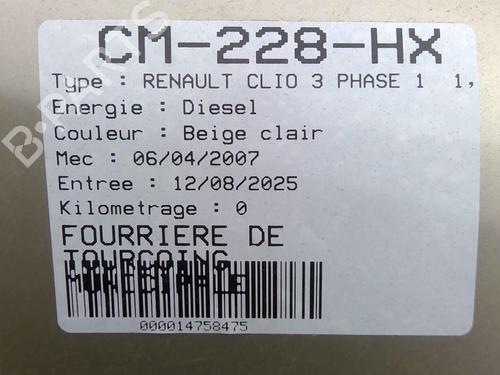 CM-228-HX
Type : RENAULT CLIO 3 PHASE 1 1,
Energie : Diesel
Couleur : Beige clair
Mec : 06/04/2007
Entree : 12/08/2025
Kilometrage : 0
FOURRIERE DE
TOURCOING
000014758475
B-PARTS